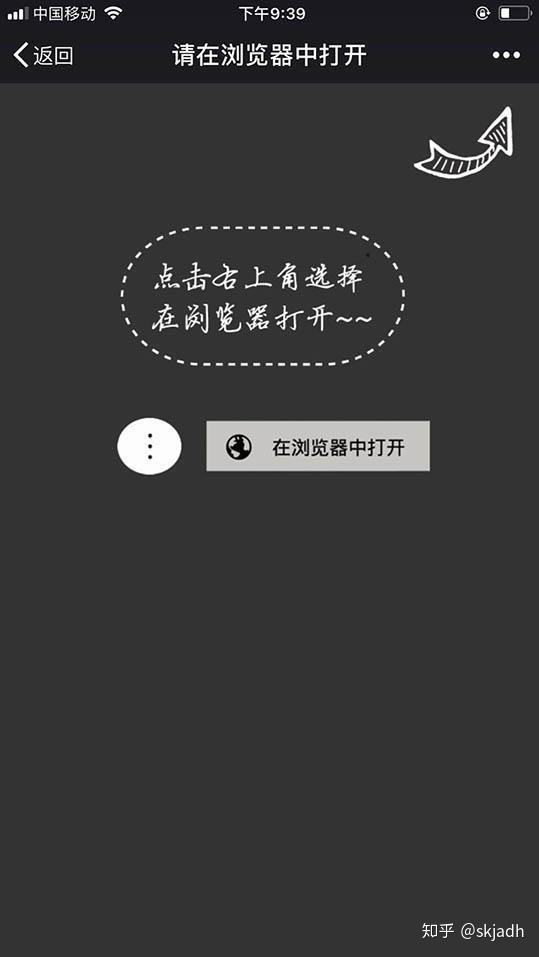 中国移动
下午9:39
返回
请在浏览器中打开
点击右上角选择
在浏览器打开~~
在浏览器中打开
知乎 @skjadh